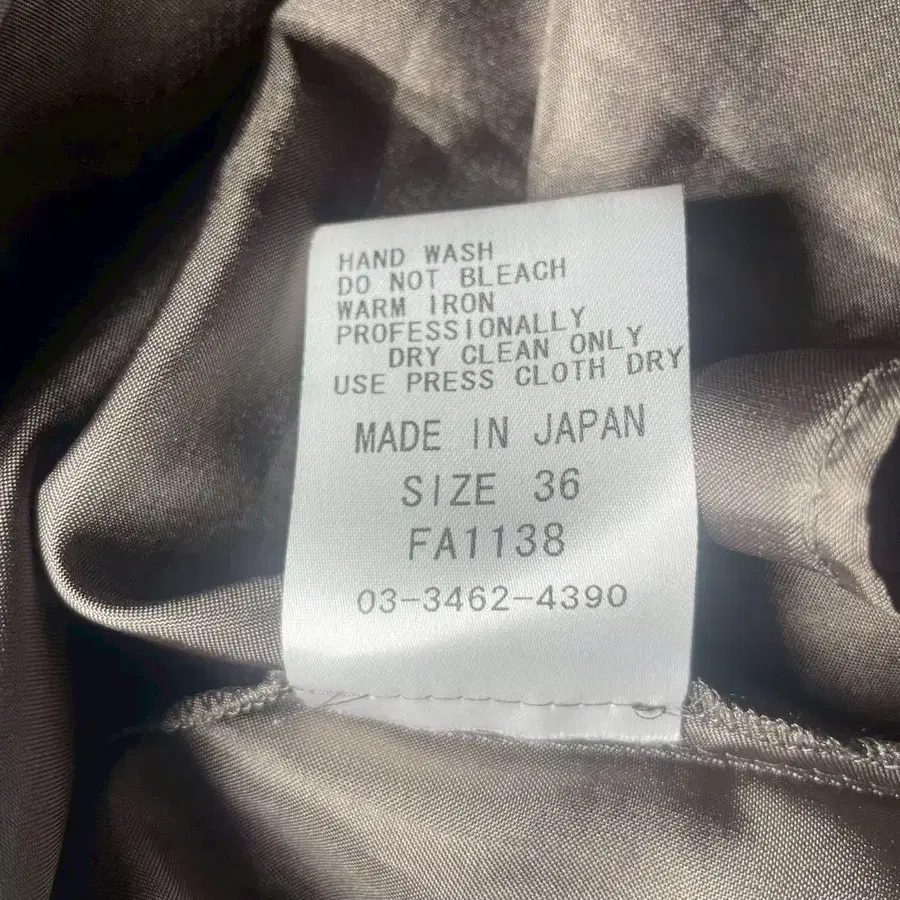 HAND WASH
DO NOT BLEACH
WARM IRON
PROFESSIONALLY
DRY CLEAN ONLY
USE PRESS CLOTH DRY
MADE IN JAPAN
SIZE 36
FA1138
03-3462-4390